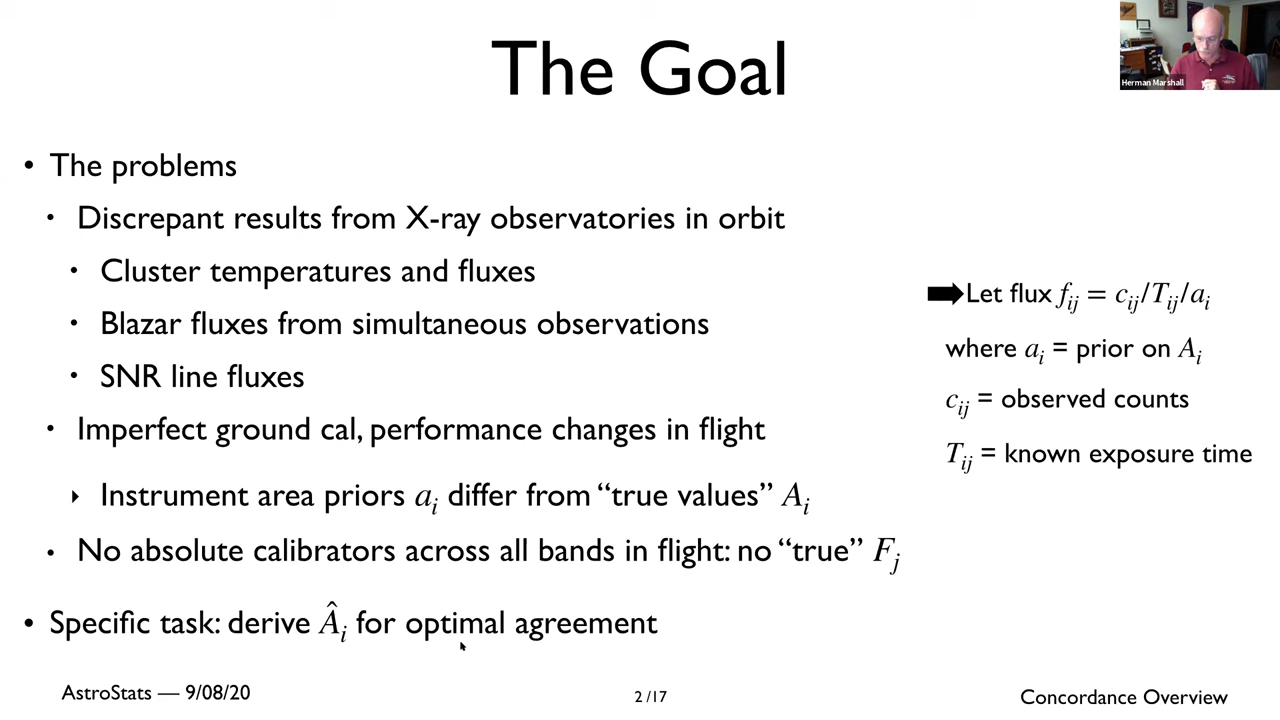 The Goal
Herman Marshall
• The problems
• Discrepant results from X-ray observatories in orbit
• Cluster temperatures and fluxes
• Blazar fluxes from simultaneous observations
• SNR line fluxes
• Imperfect ground cal, performance changes in flight
‣ Instrument area priors aᵢ differ from “true values” Aᵢ
• No absolute calibrators across all bands in flight: no “true” Fⱼ
• Specific task: derive Âᵢ for optimal agreement
Let flux fᵢⱼ = cᵢⱼ/Tᵢⱼ/aᵢ
where aᵢ = prior on Aᵢ
cᵢⱼ = observed counts
Tᵢⱼ = known exposure time
AstroStats — 9/08/20
2 /17
Concordance Overview